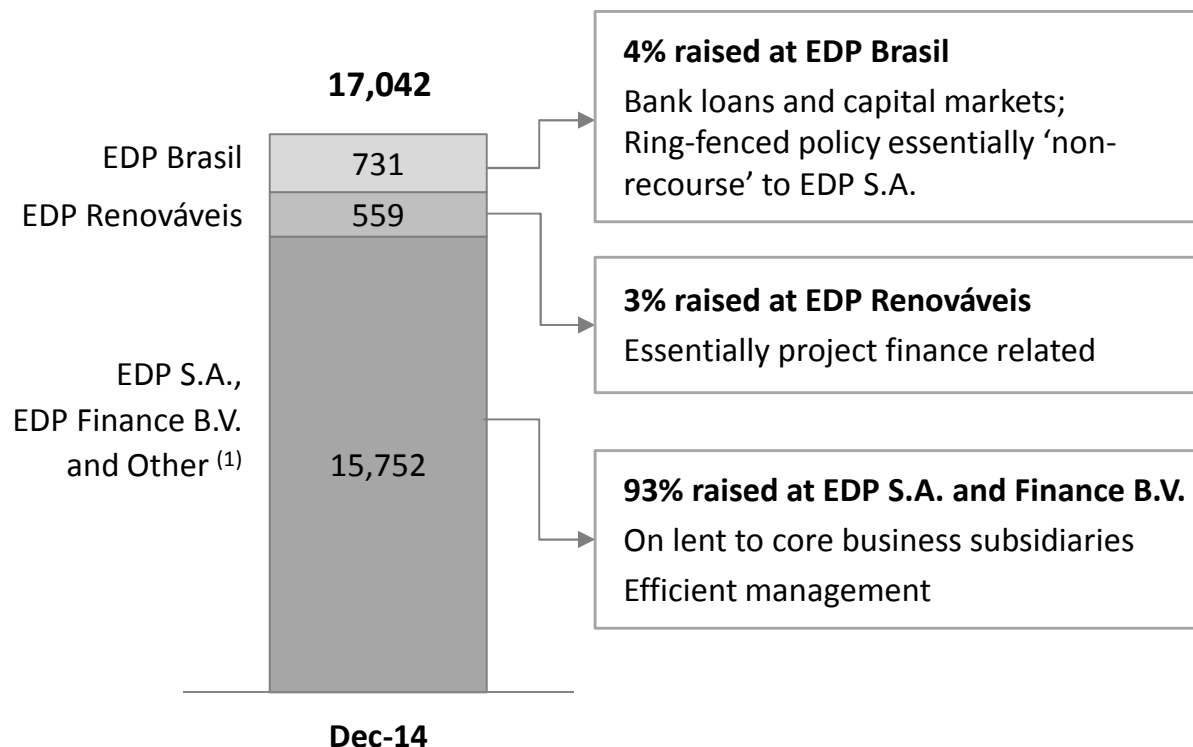 17,042
EDP Brasil
731
EDP Renováveis
559
EDP S.A.,
EDP Finance B.V.
and Other (1)
15,752
Dec-14
4% raised at EDP Brasil
Bank loans and capital markets;
Ring-fenced policy essentially ‘non-
recourse’ to EDP S.A.
3% raised at EDP Renováveis
Essentially project finance related
93% raised at EDP S.A. and Finance B.V.
On lent to core business subsidiaries
Efficient management